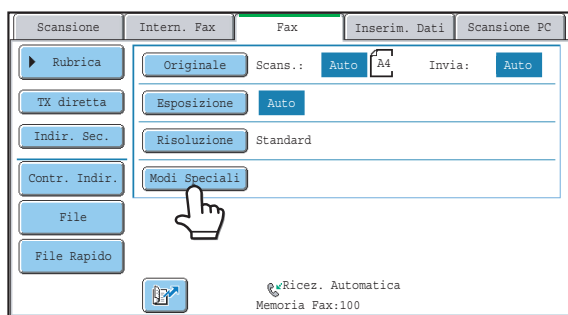 Scansione Intern. Fax Fax Inserim. Dati Scansione PC
Rubrica Originale Scans.: Auto A4 Invia: Auto
TX diretta Esposizione Auto
Indir. Sec. Risoluzione Standard
Contr. Indir. Modi Speciali
File
File Rapido
Ricez. Automatica
Memoria Fax:100